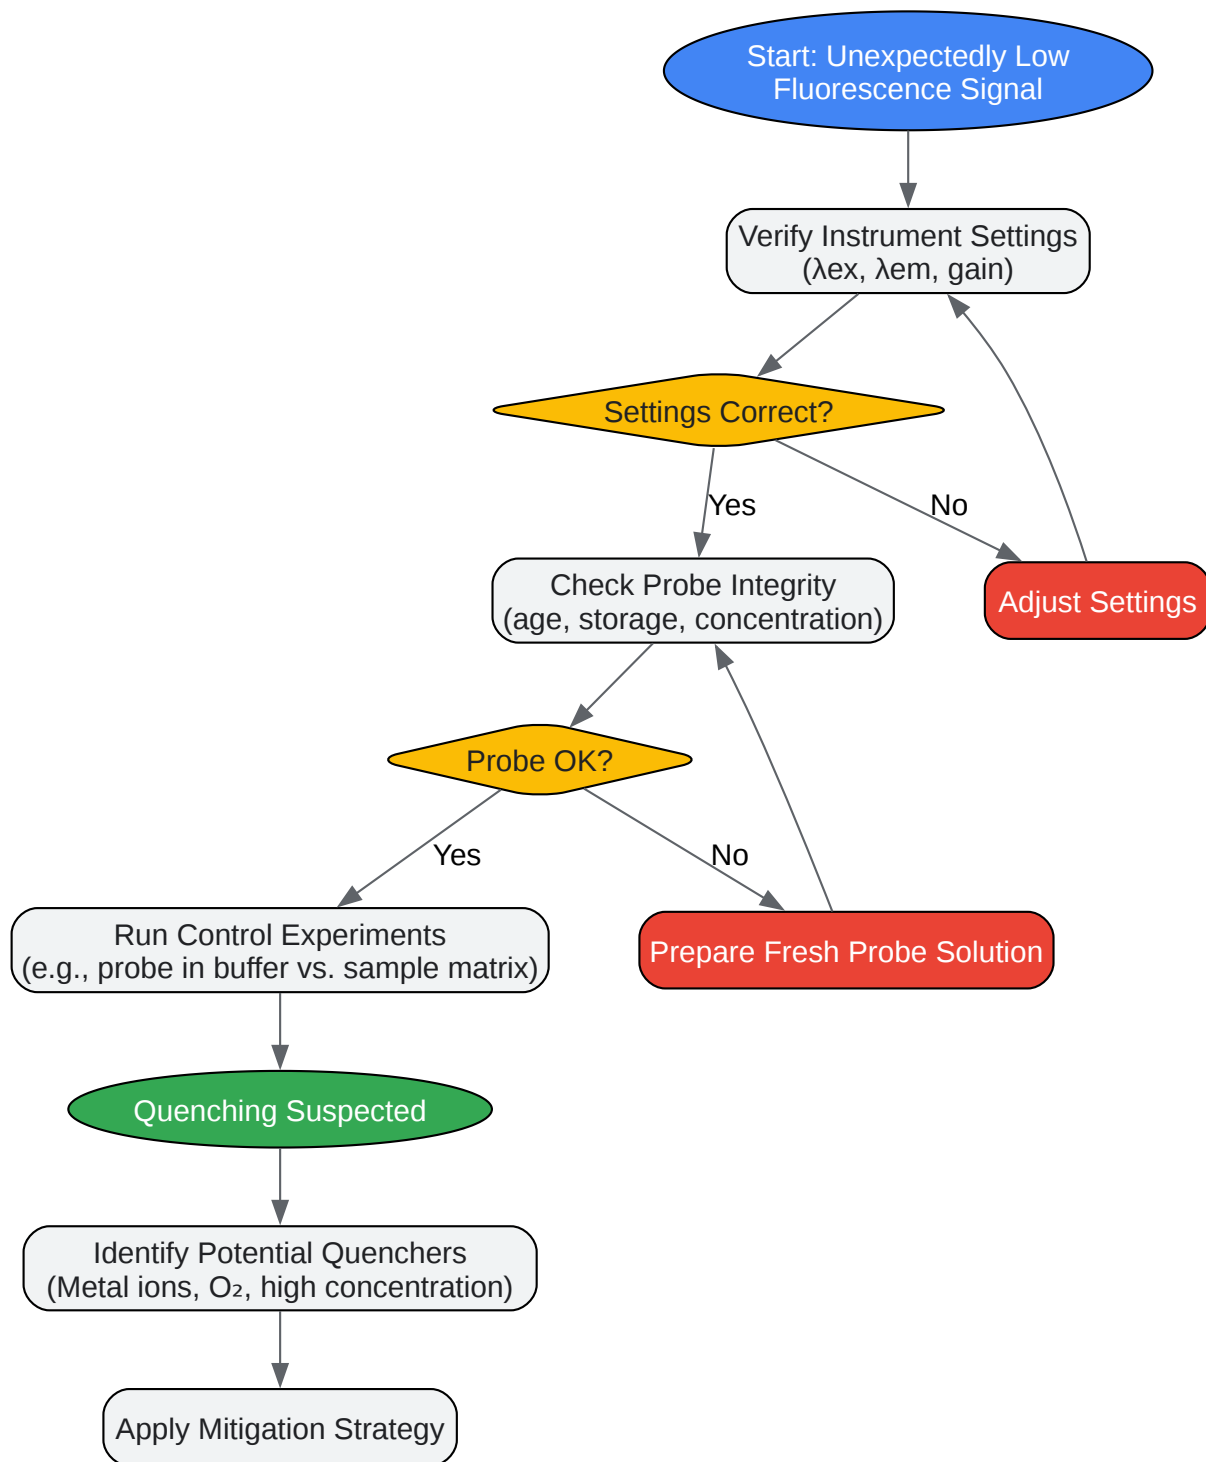 Start: Unexpectedly Low
Fluorescence Signal
Verify Instrument Settings
(λex, λem, gain)
Settings Correct?
Yes
No
Check Probe Integrity
(age, storage, concentration)
Adjust Settings
Probe OK?
Yes
No
Run Control Experiments
(e.g., probe in buffer vs. sample matrix)
Prepare Fresh Probe Solution
Quenching Suspected
Identify Potential Quenchers
(Metal ions, O₂, high concentration)
Apply Mitigation Strategy